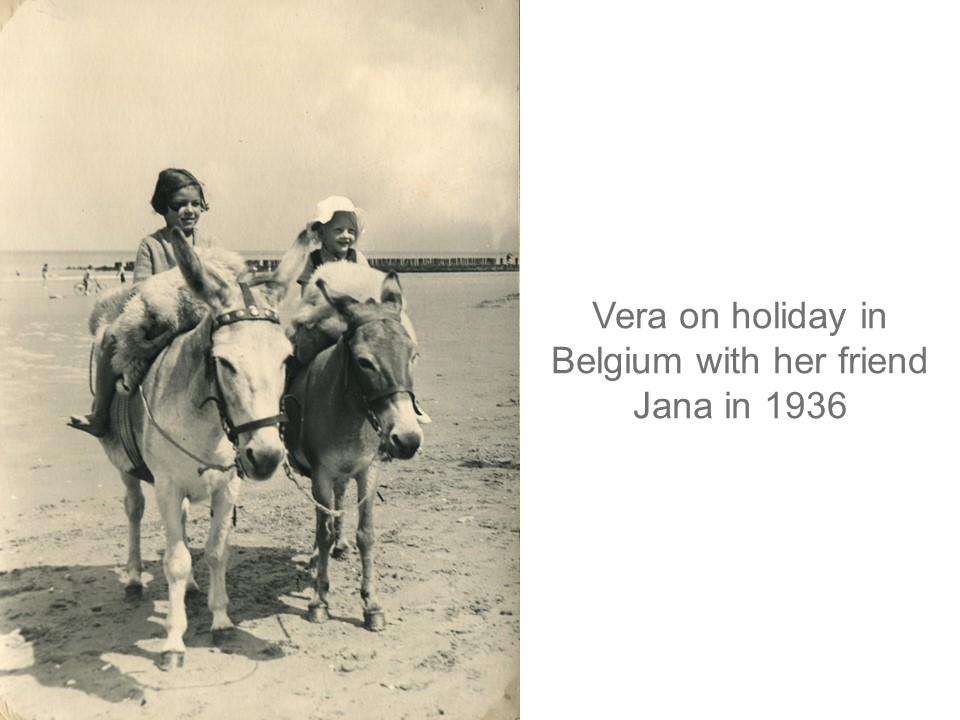 Vera on holiday in
Belgium with her friend
Jana in 1936